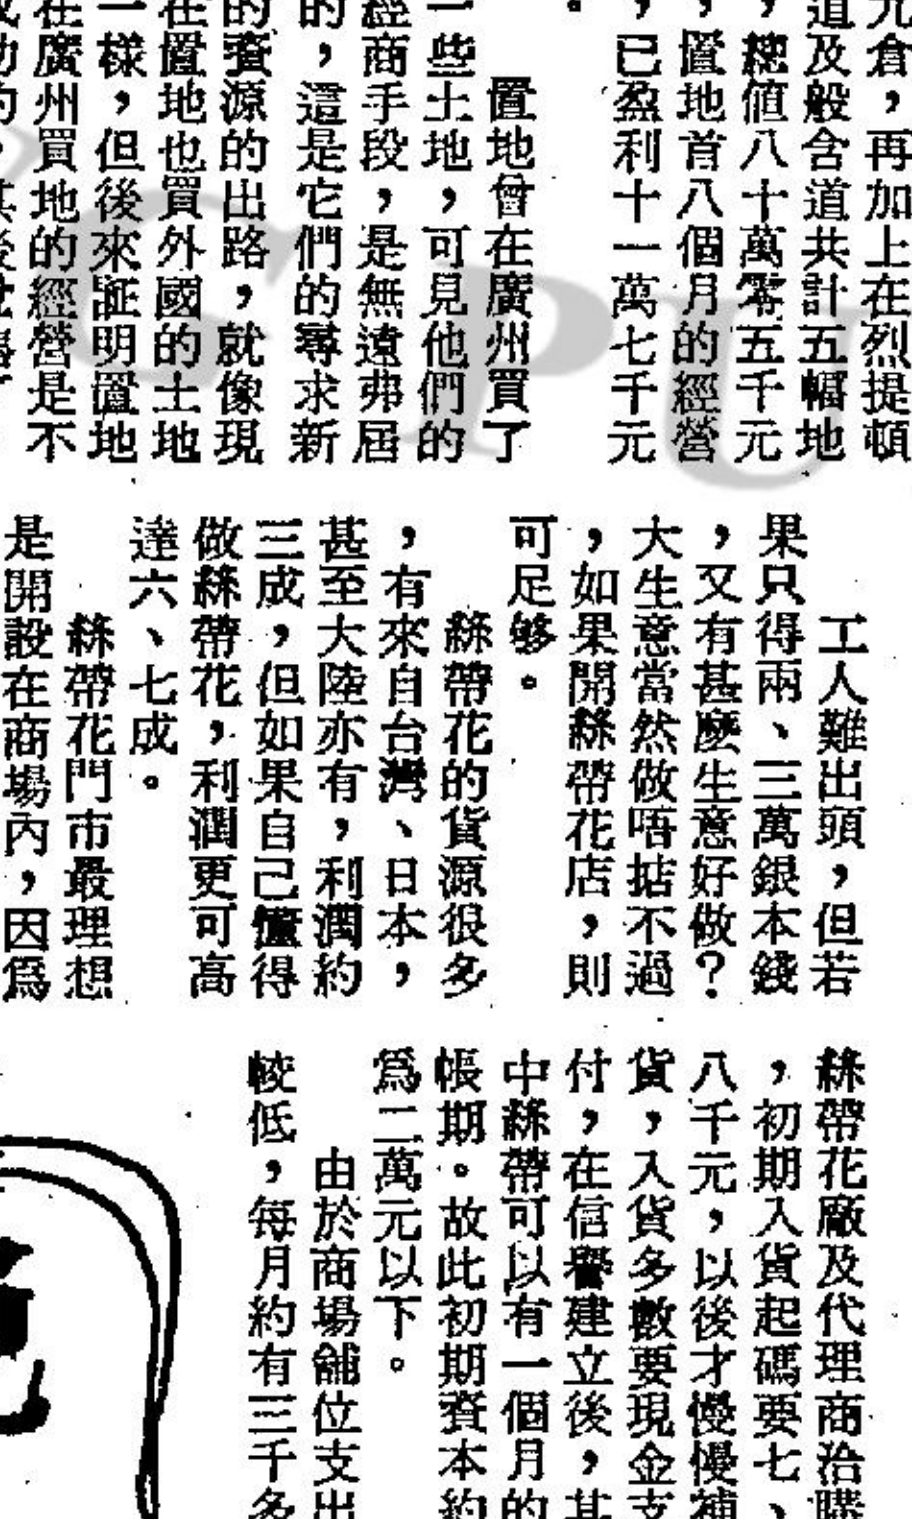 元倉，再加上在烈提頓
道及般含道共計五幅地
，總值八十萬零五千元
，置地首八個月的經營
，已盈利十一萬七千元
。
置地曾在廣州買了
一些土地，可見他們的
經商手段，是無遠弗屆
的，這是它們的尋求新
的資源的出路，就像現
在置地也買外國的土地
一樣，但後來証明置地
在廣州買地的經營是不
工人難出頭，但若
果只得兩、三萬銀本錢
，又有甚麼生意好做？
大生意當然做唔掂不過
，如果開絲帶花店，則
可足够。
絲帶花的貨源很多
，有來自台灣、日本，
甚至大陸亦有，利潤約
三成，但如果自己懂得
做絲帶花，利潤更可高
達六、七成。
絲帶花門市最理想
是開設在商場內，因爲
絲帶花廠及代理商洽購
，初期入貨起碼要七、
八千元，以後才慢慢補
貨，入貨多數要現金支
付，在信譽建立後，其
中絲帶可以有一個月的
帳期。故此初期資本約
爲二萬元以下。
由於商場舖位支出
較低，每月約有三千多
CPU